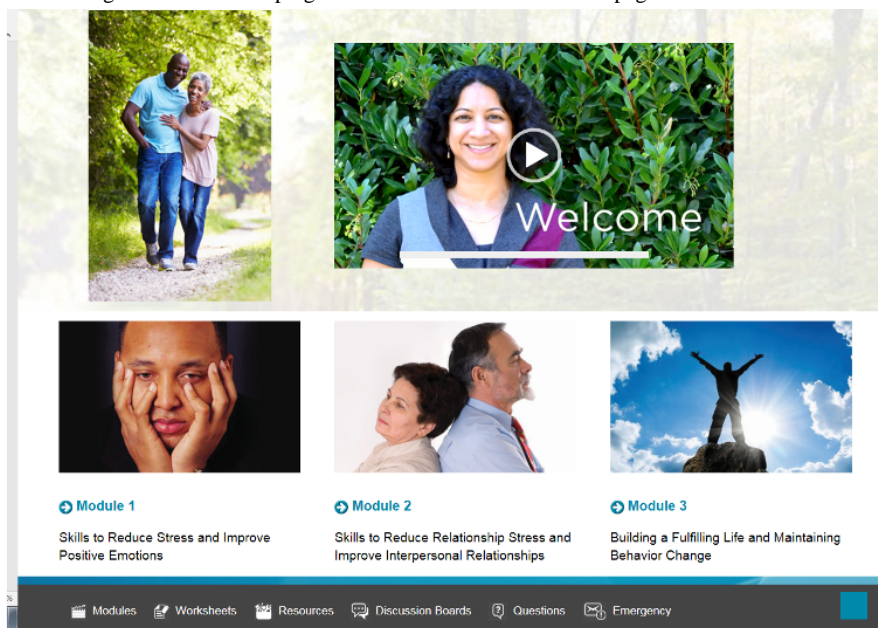 Welcome
Module 1
Skills to Reduce Stress and Improve
Positive Emotions
Module 2
Skills to Reduce Relationship Stress and
Improve Interpersonal Relationships
Module 3
Building a Fulfilling Life and Maintaining
Behavior Change
%
Modules Worksheets Resources Discussion Boards Questions Emergency